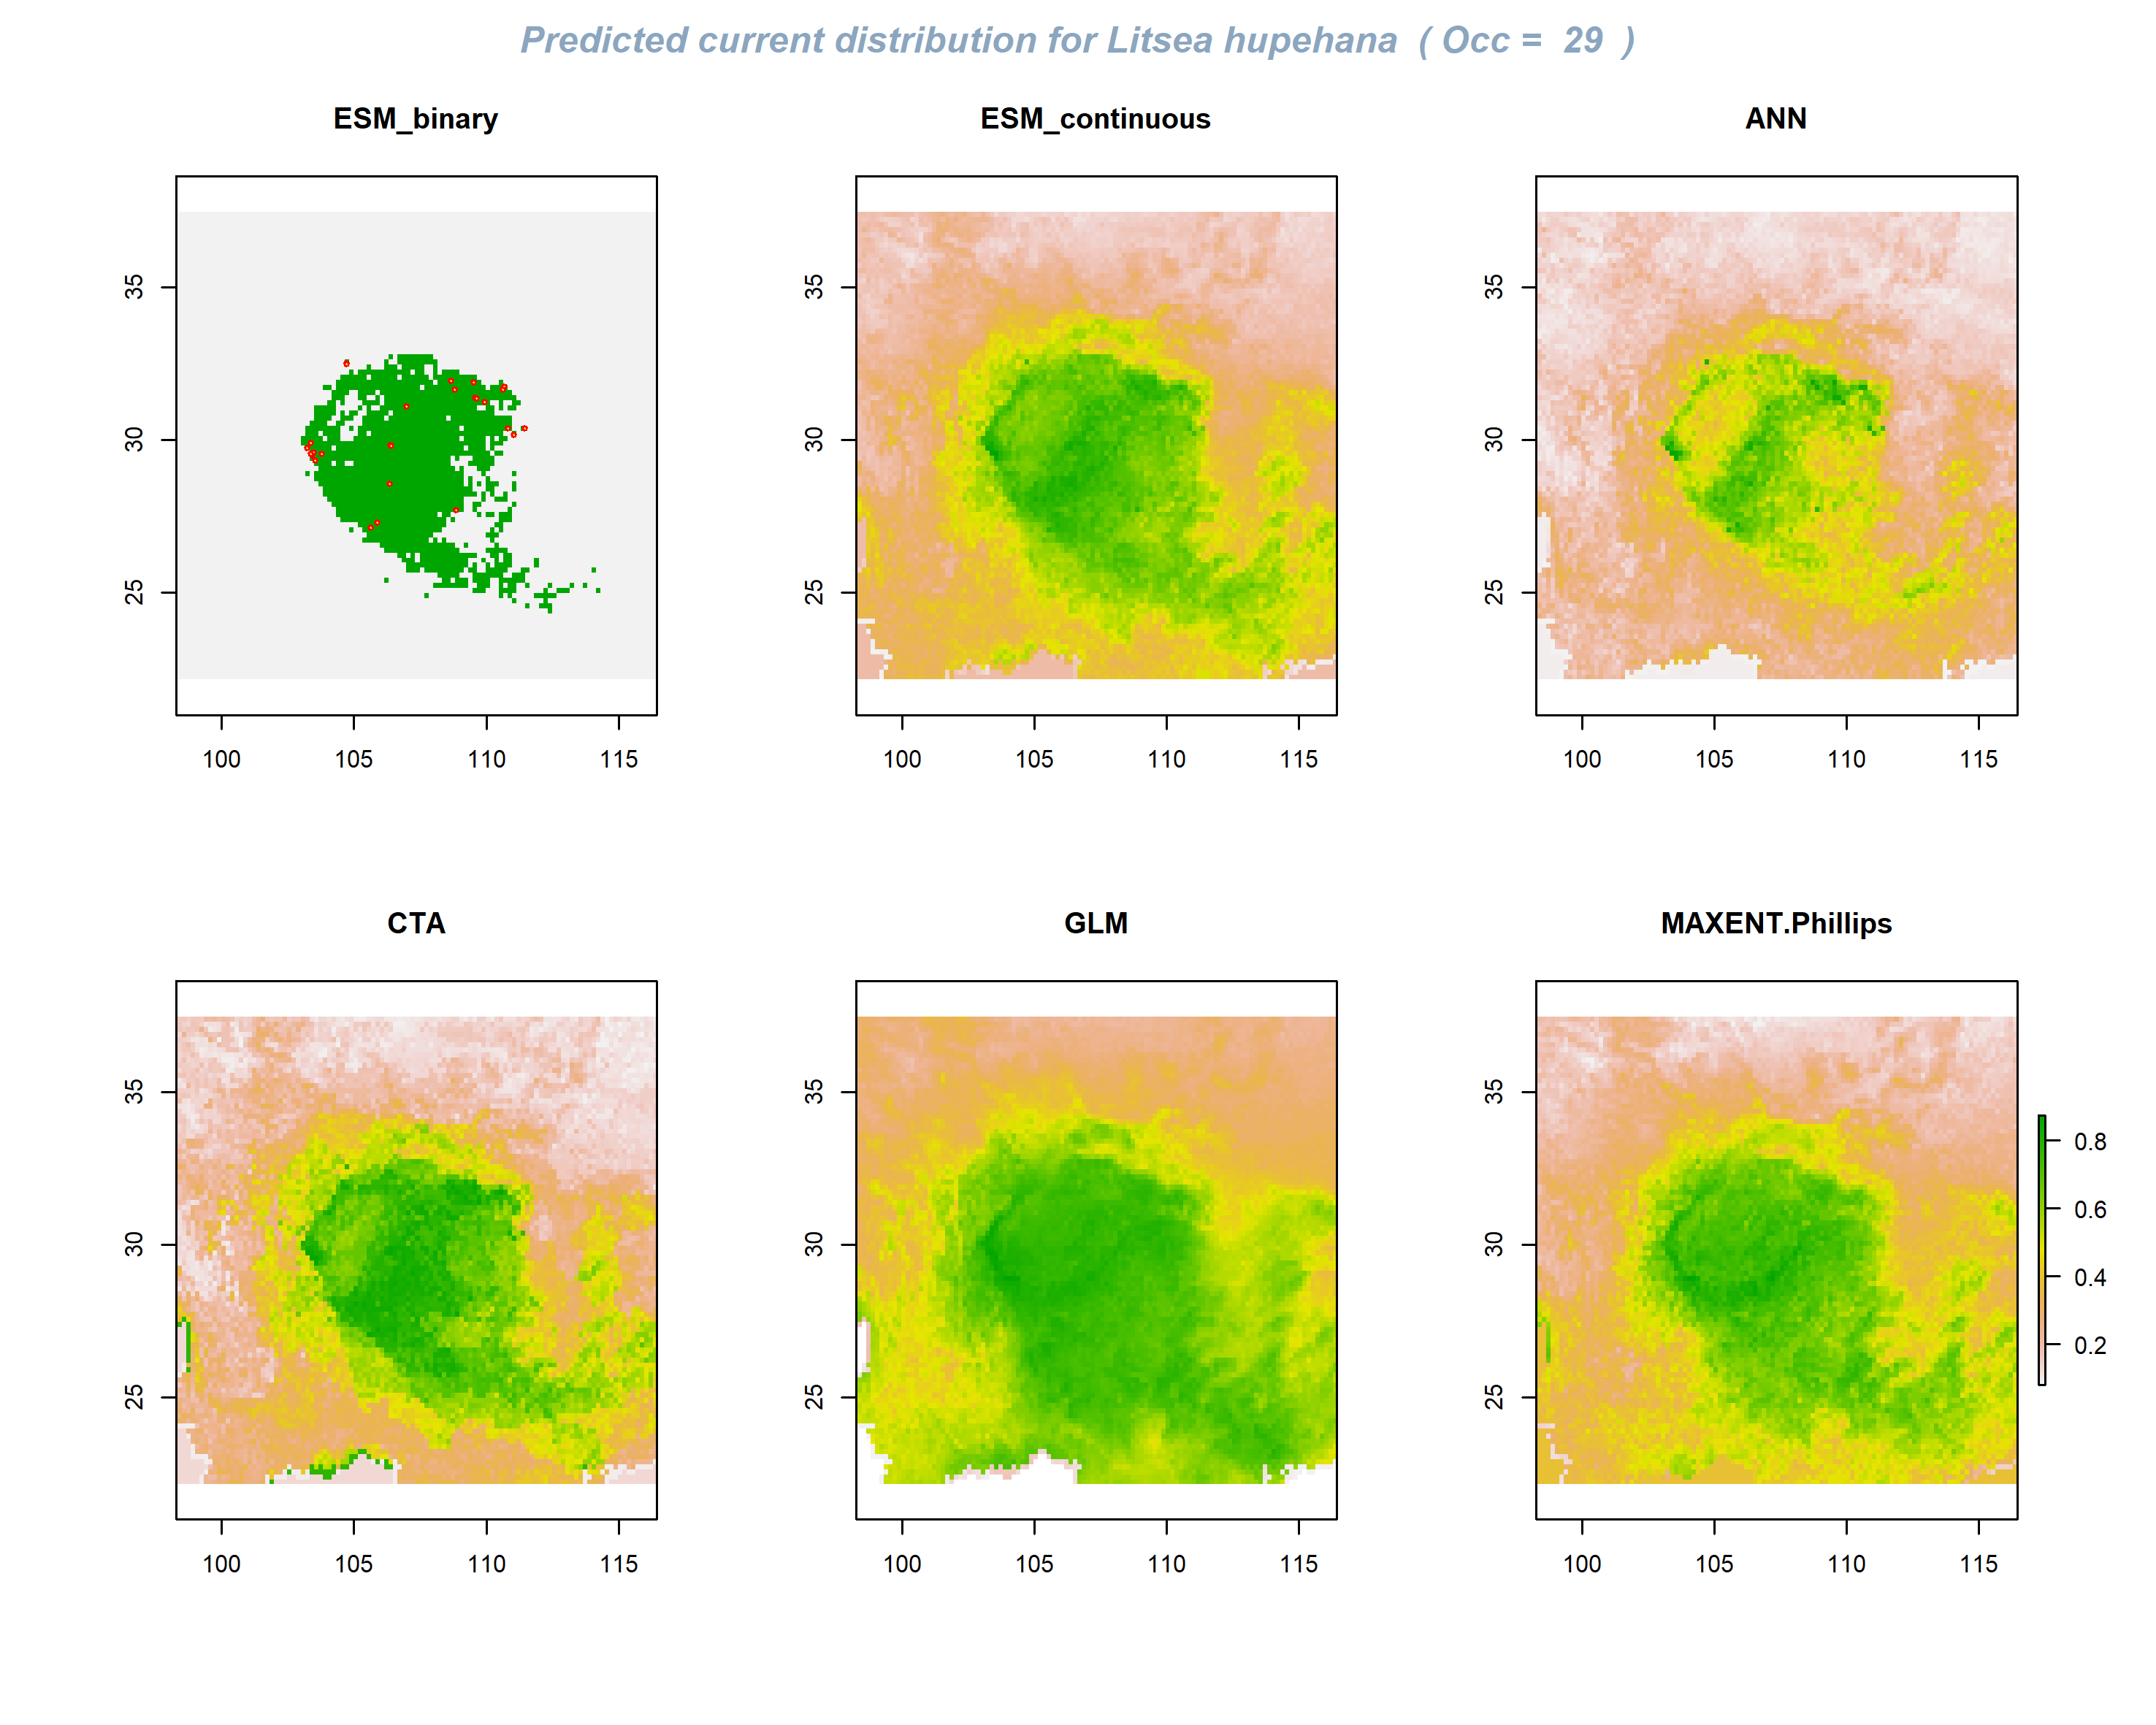 Predicted current distribution for Litsea hupehana ( Occ = 29 )
ESM_binary
ESM_continuous
ANN
35
30
25
100 105 110 115
35
30
25
100 105 110 115
35
30
25
100 105 110 115
CTA
GLM
MAXENT.Phillips
35
30
25
100 105 110 115
35
30
25
100 105 110 115
35
30
25
100 105 110 115
0.8
0.6
0.4
0.2